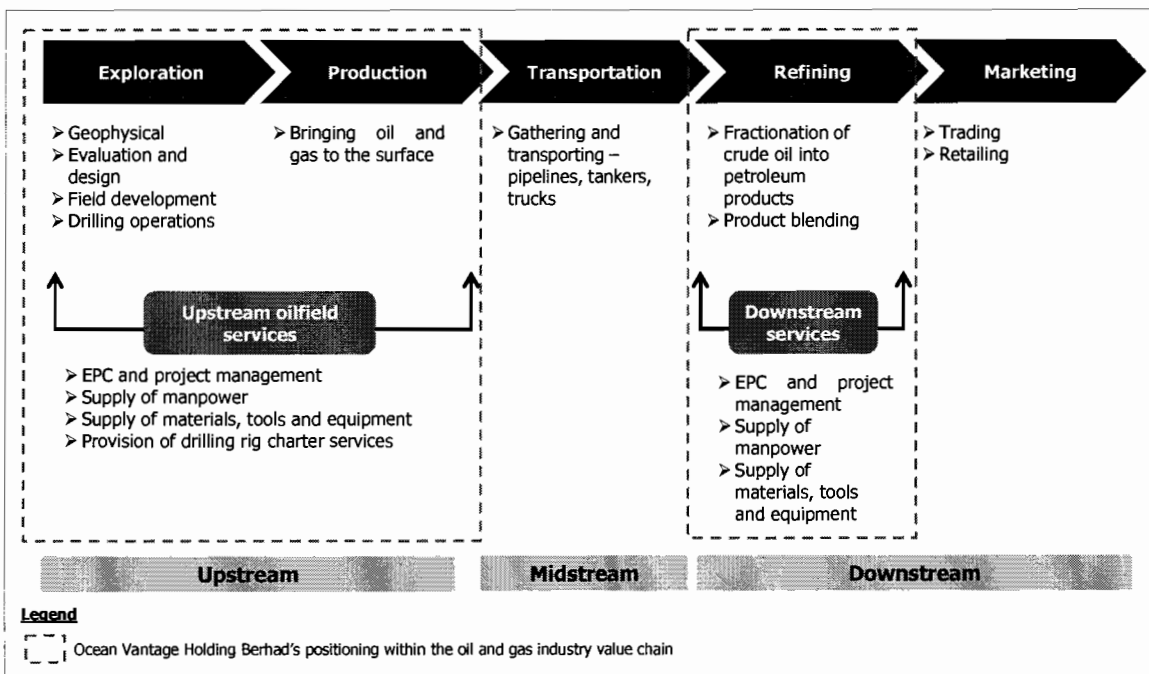 Exploration
Production
Transportation
Refining
Marketing
➢ Geophysical
➢ Evaluation and
design
➢ Field development
➢ Drilling operations
➢ Bringing oil and
gas to the surface
➢ Gathering and
transporting –
pipelines, tankers,
trucks
➢ Fractionation of
crude oil into
petroleum
products
➢ Product blending
➢ Trading
➢ Retailing
Upstream oilfield
services
➢ EPC and project management
➢ Supply of manpower
➢ Supply of materials, tools and equipment
➢ Provision of drilling rig charter services
Downstream
services
➢ EPC and project
management
➢ Supply of
manpower
➢ Supply of
materials, tools
and equipment
Upstream
Midstream
Downstream
Legend
Ocean Vantage Holding Berhad's positioning within the oil and gas industry value chain